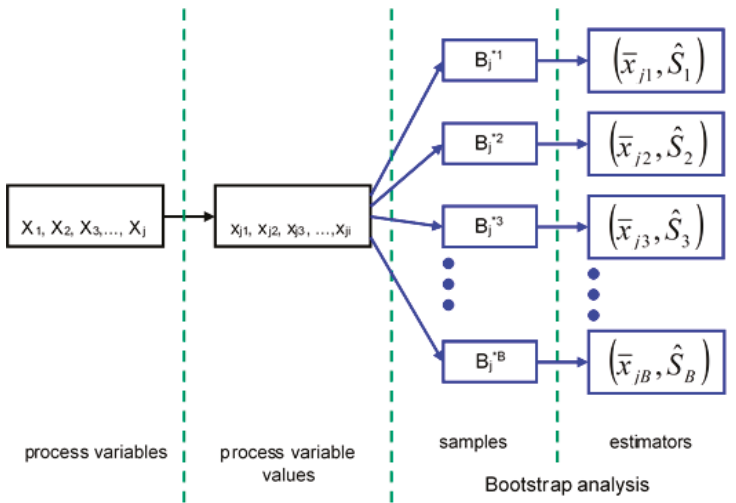 X₁, X₂, X₃,..., Xⱼ
xⱼ₁, xⱼ₂, xⱼ₃, ...,xⱼᵢ
Bⱼ*¹
(x̄ⱼ₁, Ŝ₁)
Bⱼ*²
(x̄ⱼ₂, Ŝ₂)
Bⱼ*³
(x̄ⱼ₃, Ŝ₃)
Bⱼ*ᴮ
(x̄_{jB}, Ŝ_B)
process variables
process variable
values
samples
estimators
Bootstrap analysis